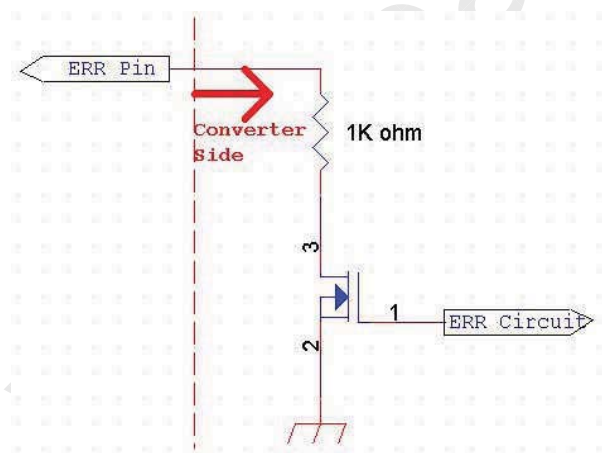 ERR Pin
Converter
Side
1K ohm
3
1
ERR Circuit
2